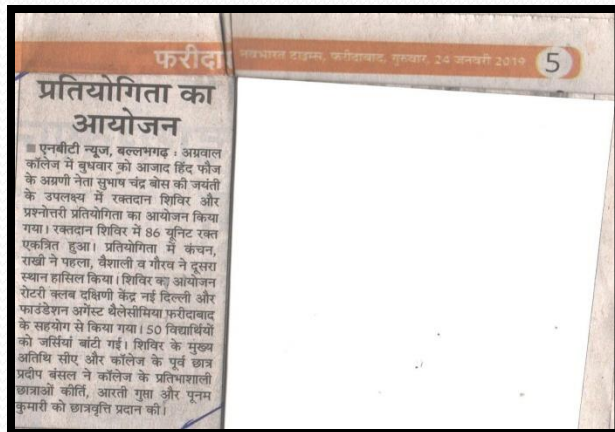 फरीदा
नवभारत टाइम्स, फरीदाबाद, गुरुवार, 24 जनवरी 2019
5
प्रतियोगिता का
आयोजन
■ एनबीटी न्यूज, बल्लभगढ़ : अग्रवाल
कॉलेज में बुधवार को आजाद हिंद फौज
के अग्रणी नेता सुभाष चंद्र बोस की जयंती
के उपलक्ष्य में रक्तदान शिविर और
प्रश्नोत्तरी प्रतियोगिता का आयोजन किया
गया। रक्तदान शिविर में 86 यूनिट रक्त
एकत्रित हुआ। प्रतियोगिता में कंचन,
राखी ने पहला, वैशाली व गौरव ने दूसरा
स्थान हासिल किया। शिविर का आयोजन
रोटरी क्लब दक्षिणी केंद्र नई दिल्ली और
फाउंडेशन अगेंस्ट थैलेसीमिया फरीदाबाद
के सहयोग से किया गया। 50 विद्यार्थियों
को जर्सियां बांटी गई। शिविर के मुख्य
अतिथि सीए और कॉलेज के पूर्व छात्र
प्रदीप बंसल ने कॉलेज के प्रतिभाशाली
छात्राओं कीर्ति, आरती गुप्ता और पूनम
कुमारी को छात्रवृत्ति प्रदान की।